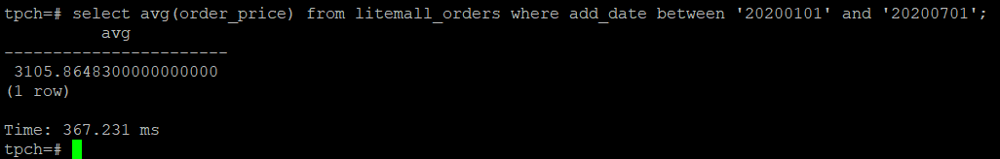 tpch=# select avg(order_price) from litemall_orders where add_date between '20200101' and '20200701';
avg
-----------------------
3105.8648300000000000
(1 row)
Time: 367.231 ms
tpch=#